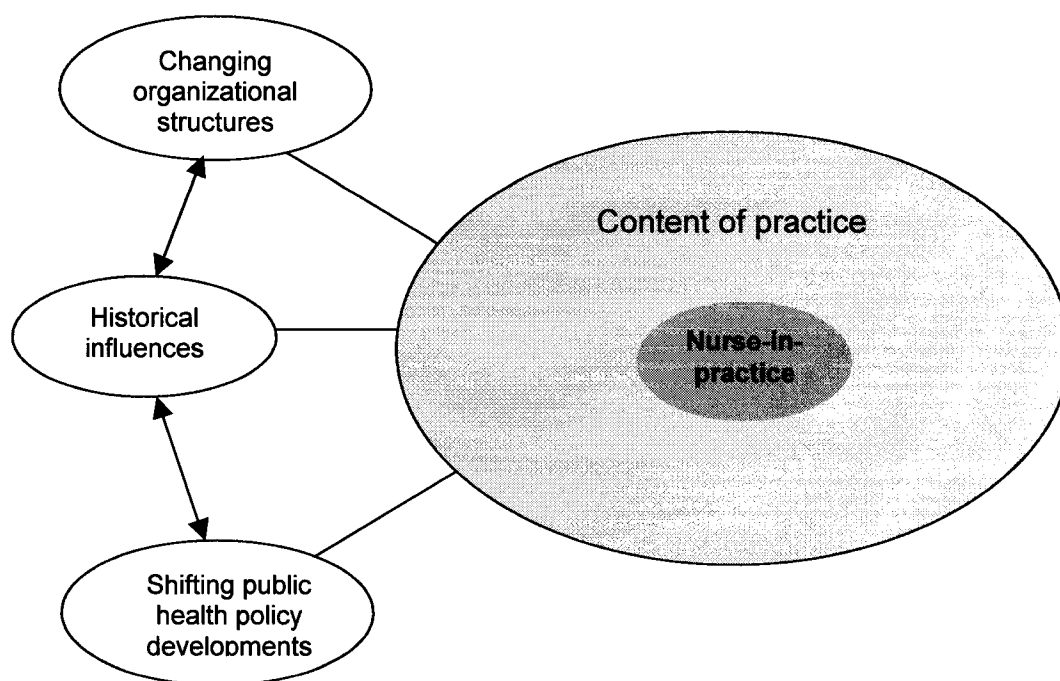 Changing
organizational
structures
Content of practice
Historical
influences
Nurse-in-
practice
Shifting public
health policy
developments